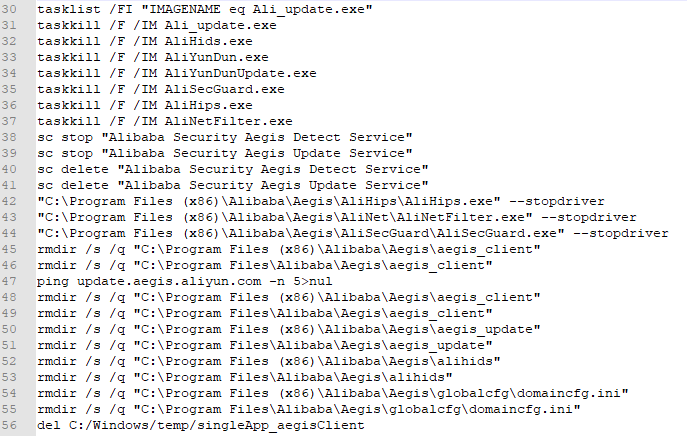 30 tasklist /FI "IMAGENAME eq Ali_update.exe"
31 taskkill /F /IM Ali_update.exe
32 taskkill /F /IM AliHids.exe
33 taskkill /F /IM AliYunDun.exe
34 taskkill /F /IM AliYunDunUpdate.exe
35 taskkill /F /IM AliSecGuard.exe
36 taskkill /F /IM AliHips.exe
37 taskkill /F /IM AliNetFilter.exe
38 sc stop "Alibaba Security Aegis Detect Service"
39 sc stop "Alibaba Security Aegis Update Service"
40 sc delete "Alibaba Security Aegis Detect Service"
41 sc delete "Alibaba Security Aegis Update Service"
42 "C:\Program Files (x86)\Alibaba\Aegis\AliHips\AliHips.exe" --stopdriver
43 "C:\Program Files (x86)\Alibaba\Aegis\AliNet\AliNetFilter.exe" --stopdriver
44 "C:\Program Files (x86)\Alibaba\Aegis\AliSecGuard\AliSecGuard.exe" --stopdriver
45 rmdir /s /q "C:\Program Files (x86)\Alibaba\Aegis\aegis_client"
46 rmdir /s /q "C:\Program Files\Alibaba\Aegis\aegis_client"
47 ping update.aegis.aliyun.com -n 5>nul
48 rmdir /s /q "C:\Program Files (x86)\Alibaba\Aegis\aegis_client"
49 rmdir /s /q "C:\Program Files\Alibaba\Aegis\aegis_client"
50 rmdir /s /q "C:\Program Files (x86)\Alibaba\Aegis\aegis_update"
51 rmdir /s /q "C:\Program Files\Alibaba\Aegis\aegis_update"
52 rmdir /s /q "C:\Program Files (x86)\Alibaba\Aegis\alihids"
53 rmdir /s /q "C:\Program Files\Alibaba\Aegis\alihids"
54 rmdir /s /q "C:\Program Files (x86)\Alibaba\Aegis\globalcfg\domaincfg.ini"
55 rmdir /s /q "C:\Program Files\Alibaba\Aegis\globalcfg\domaincfg.ini"
56 del C:/Windows/temp/singleApp_aegisClient